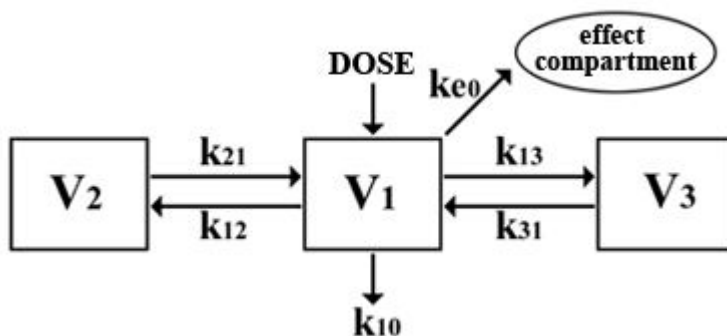 effect
compartment
DOSE
ke0
k21
k13
V2
V1
V3
k12
k31
k10